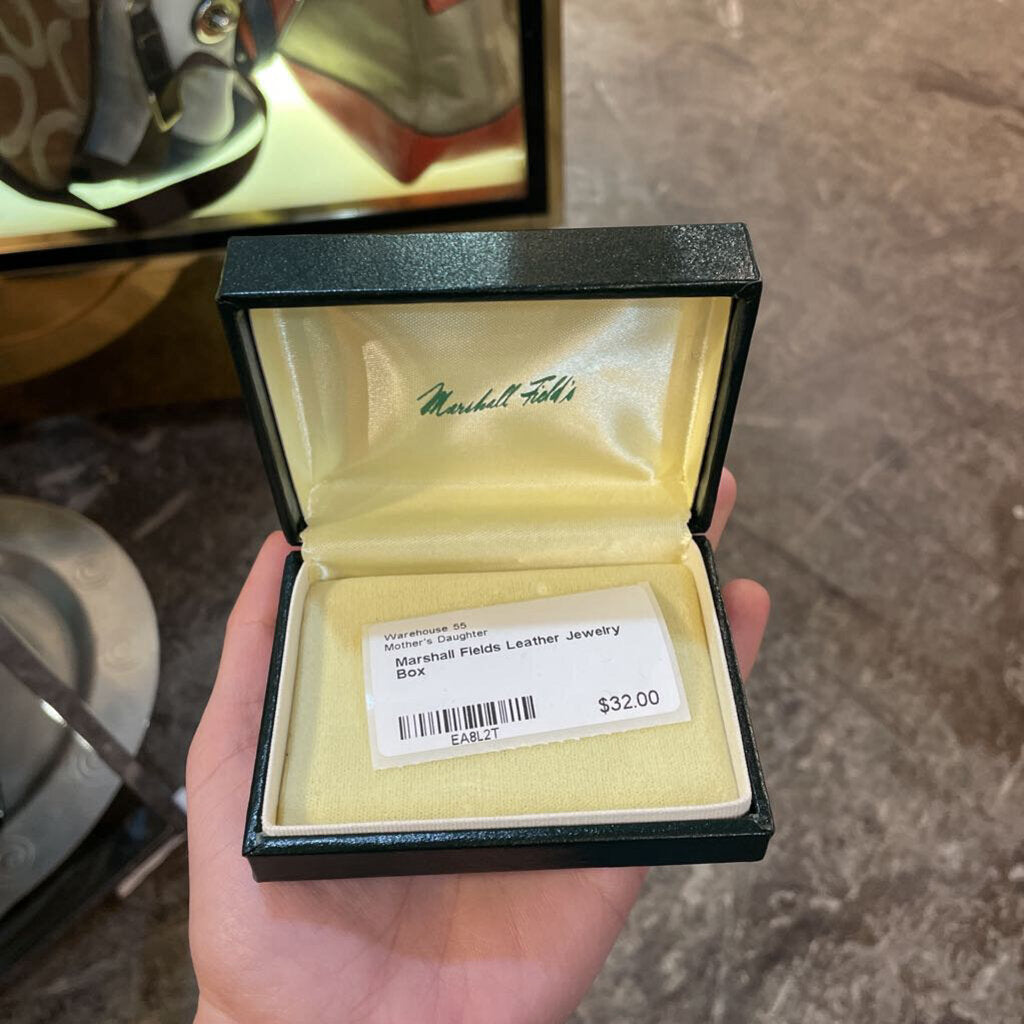 Marshall Field's
Warehouse 55
Mother's Daughter
Marshall Fields Leather Jewelry
Box
$32.00
EA8L2T